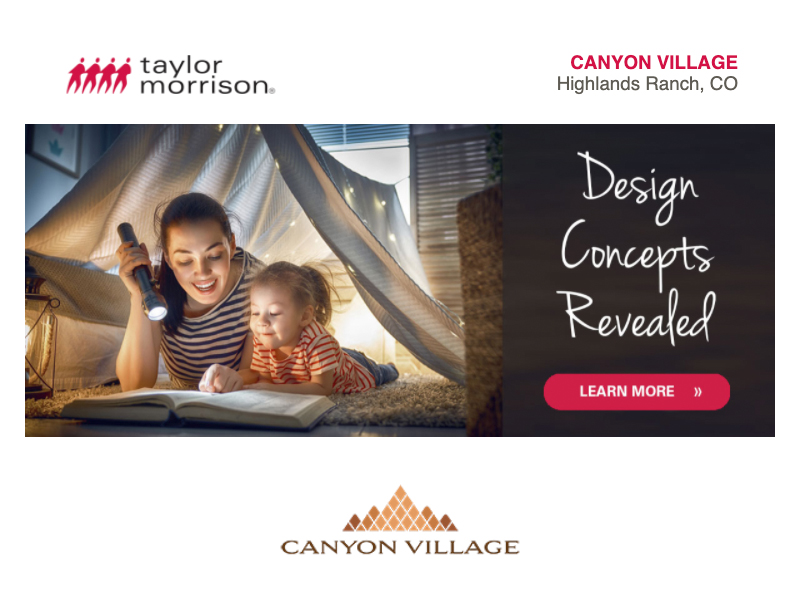 taylor
morrison®
CANYON VILLAGE
Highlands Ranch, CO
Design
Concepts
Revealed
LEARN MORE »
CANYON VILLAGE